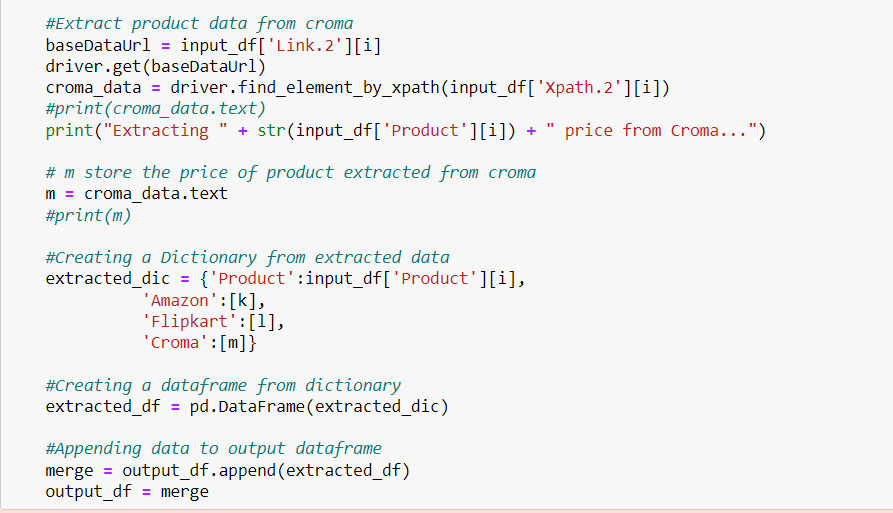 #Extract product data from croma
baseDataUrl = input_df['Link.2'][i]
driver.get(baseDataUrl)
croma_data = driver.find_element_by_xpath(input_df['Xpath.2'][i])
#print(croma_data.text)
print("Extracting " + str(input_df['Product'][i]) + " price from Croma...")
# m store the price of product extracted from croma
m = croma_data.text
#print(m)
#Creating a Dictionary from extracted data
extracted_dic = {'Product':input_df['Product'][i],
'Amazon':[k],
'Flipkart':[l],
'Croma':[m]}
#Creating a dataframe from dictionary
extracted_df = pd.DataFrame(extracted_dic)
#Appending data to output dataframe
merge = output_df.append(extracted_df)
output_df = merge